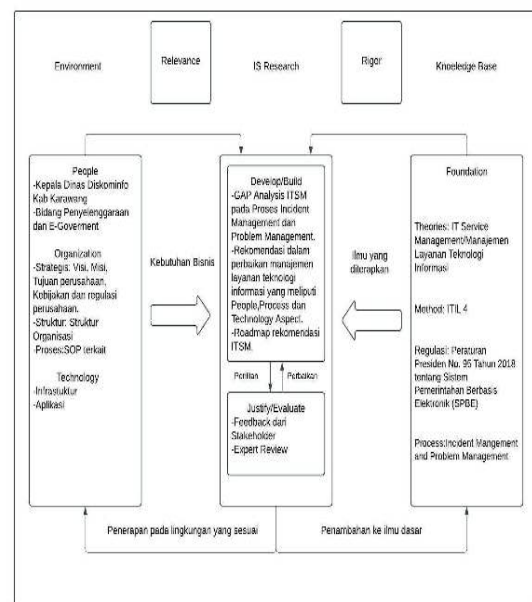 Environment
Relevance
IS Research
Rigor
Knoeledge Base
People
-Kepala Dinas Diskominfo
Kab Karawang
-Bidang Penyelenggaraan
dan E-Goverment
Organization
-Strategis: Visi, Misi,
Tujuan perusahaan,
Kobijakan dan regulasi
perusahaan.
-Struktur: Struktur
Organisasi
-Proses:SOP terkait
Technology
-Infrastuktur
-Aplikasi
Kebutuhan Bisnis
Develop/Build
-GAP Analysis ITSM
pada Proses Incident
Management dan
Problem Management.
-Rekomendasi dalam
perbaikan manajemen
layanan teknologi
informasi yang meliputi
People,Process dan
Technology Aspect.
-Roadmap rekomendasi
ITSM.
Perbaikan
Justify/Evaluate
-Feedback dari
Stakeholder
-Expert Review
Ilmu yang
diterapkan
Foundation
Theories: IT Service
Management/Manajemen
Layanan Teknologi
Informasi
Method: ITIL 4
Regulasi: Peraturan
Presiden No. 95 Tahun 2018
tentang Sistem
Pemerintahan Berbasis
Elektronik (SPBE)
Process:Incident Mangement
and Problem Management
Penerapan pada lingkungan yang sesuai
Penambahan ke ilmu dasar